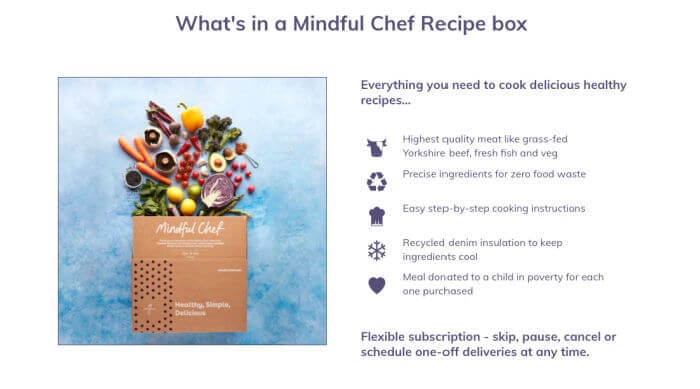 What's in a Mindful Chef Recipe box
Everything you need to cook delicious healthy
recipes...
Highest quality meat like grass-fed
Yorkshire beef, fresh fish and veg
Precise ingredients for zero food waste
Easy step-by-step cooking instructions
Recycled denim insulation to keep
ingredients cool
Meal donated to a child in poverty for each
one purchased
Flexible subscription - skip, pause, cancel or
schedule one-off deliveries at any time.
Mindful Chef
Healthy, Simple,
Delicious